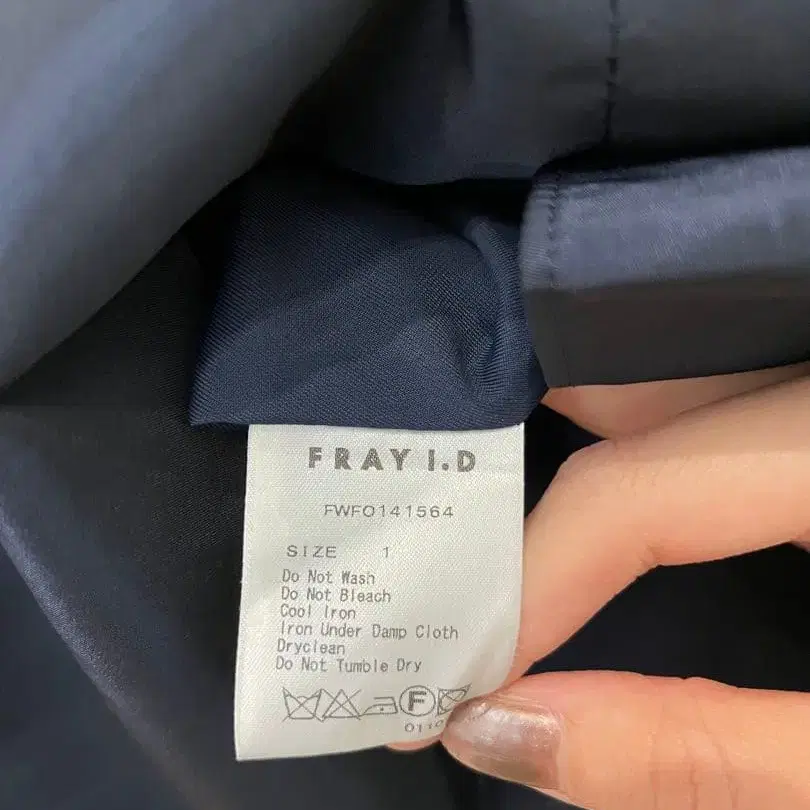 FRAY I.D
FWFO141564
SIZE 1
Do Not Wash
Do Not Bleach
Cool Iron
Iron Under Damp Cloth
Dryclean
Do Not Tumble Dry
F